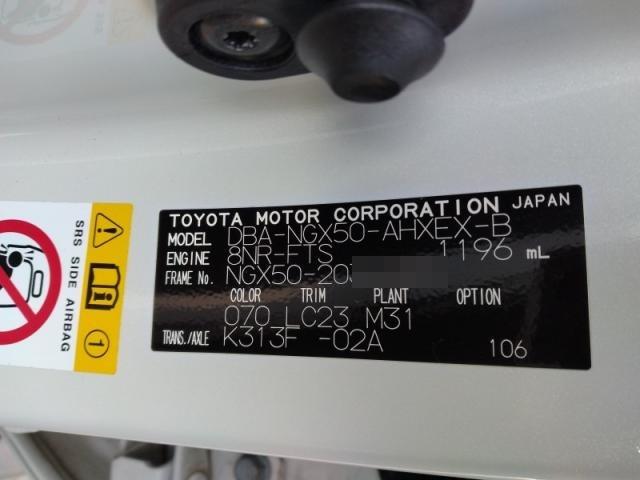 TOYOTA MOTOR CORPORATION JAPAN
MODEL DBA-NGX50-AHXEX-B
ENGINE 8NR-FTS 1196 mL
FRAME No. NGX50-20
COLOR TRIM PLANT OPTION
070 LC23 M31
TRANS./AXLE K313F -02A
106
SRS SIDE AIRBAG
i
1